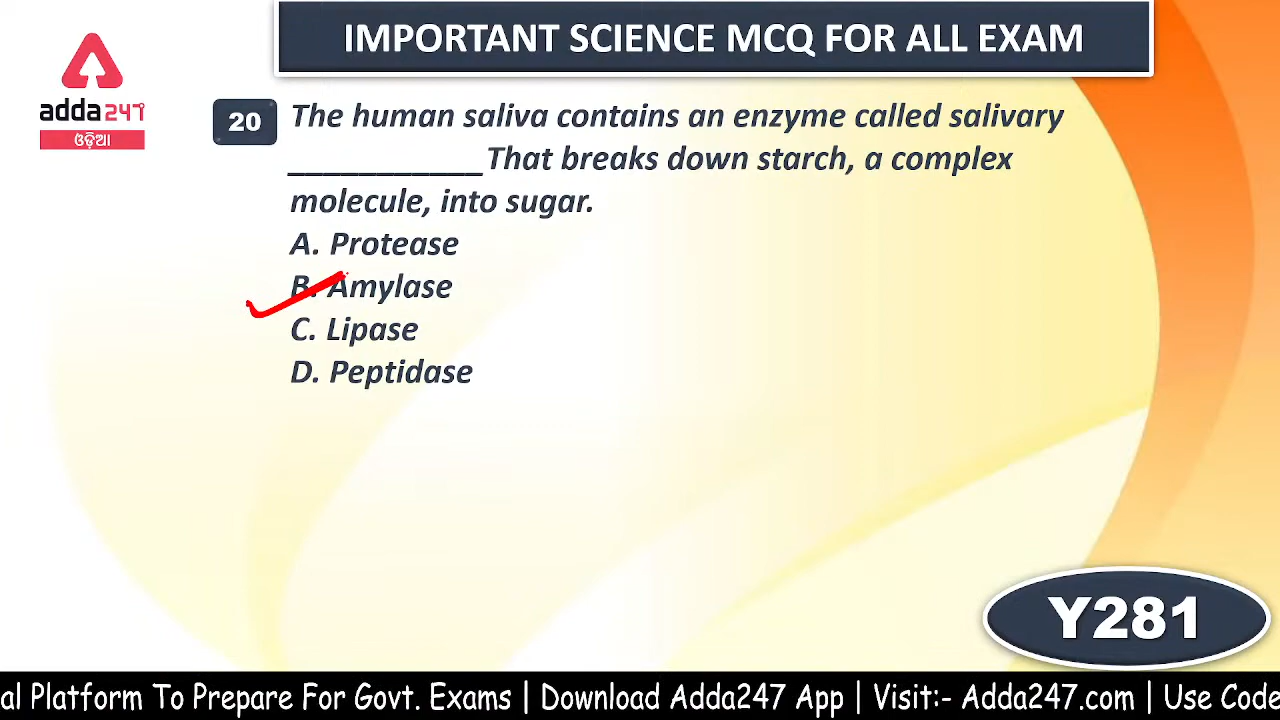 IMPORTANT SCIENCE MCQ FOR ALL EXAM
adda247
ଓଡ଼ିଆ
20
The human saliva contains an enzyme called salivary
___________That breaks down starch, a complex
molecule, into sugar.
A. Protease
B. Amylase
C. Lipase
D. Peptidase
Y281
al Platform To Prepare For Govt. Exams | Download Adda247 App | Visit:- Adda247.com | Use Code